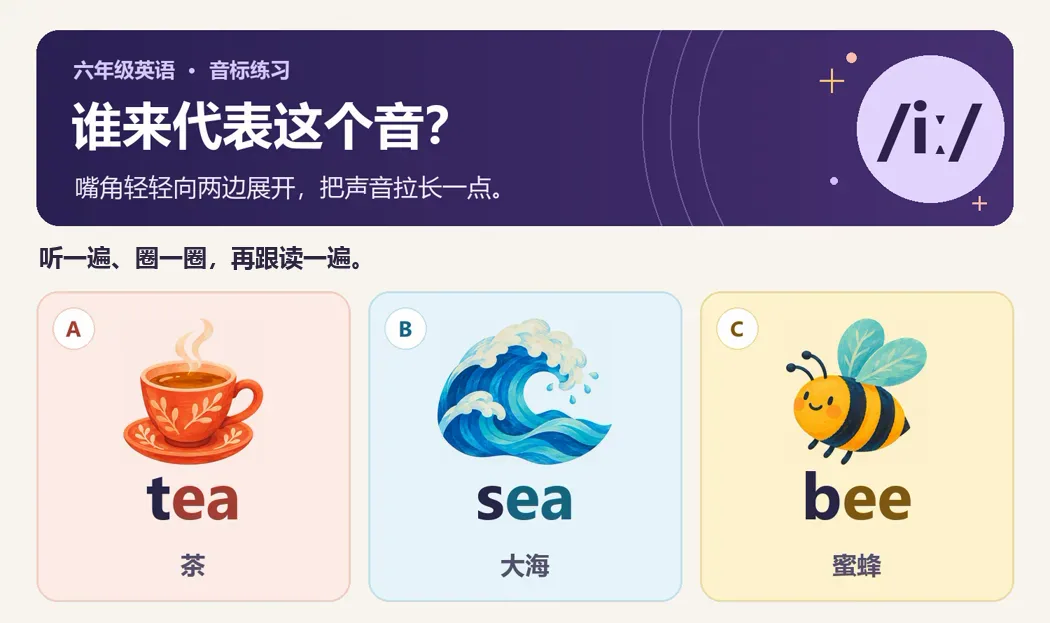 六年级英语 • 音标练习
谁来代表这个音？
嘴角轻轻向两边展开，把声音拉长一点。
/iː/
听一遍、圈一圈，再跟读一遍。
A
tea
茶
B
sea
大海
C
bee
蜜蜂